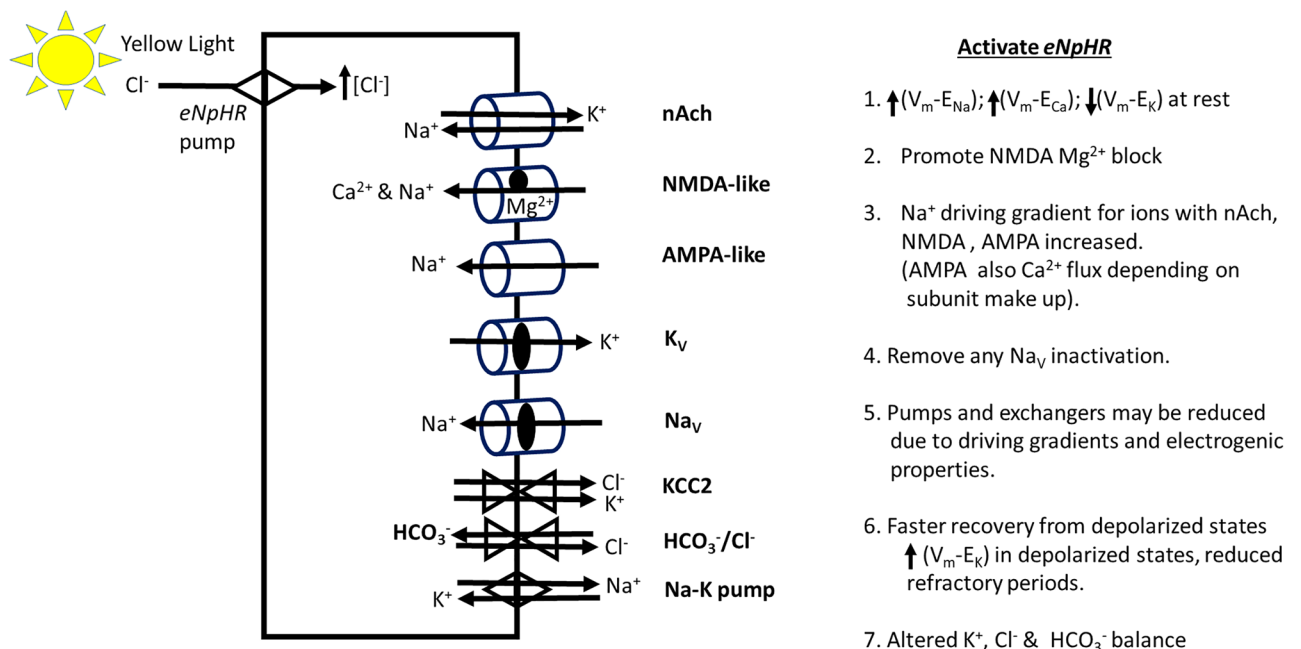 Yellow Light
Cl⁻
↑[Cl⁻]
eNpHR
pump
K⁺
Na⁺
nAch
Ca²⁺ & Na⁺
Mg²⁺
NMDA-like
Na⁺
AMPA-like
K⁺
Kᵥ
Na⁺
Naᵥ
Cl⁻
K⁺
KCC2
HCO₃⁻
Cl⁻
HCO₃⁻/Cl⁻
Na⁺
K⁺
Na-K pump
Activate eNpHR
1. ↑(Vₘ-E_Na); ↑(Vₘ-E_Ca); ↓(Vₘ-E_K) at rest
2. Promote NMDA Mg²⁺ block
3. Na⁺ driving gradient for ions with nAch,
NMDA , AMPA increased.
(AMPA also Ca²⁺ flux depending on
subunit make up).
4. Remove any Naᵥ inactivation.
5. Pumps and exchangers may be reduced
due to driving gradients and electrogenic
properties.
6. Faster recovery from depolarized states
↑ (Vₘ-E_K) in depolarized states, reduced
refractory periods.
7. Altered K⁺, Cl⁻ & HCO₃⁻ balance